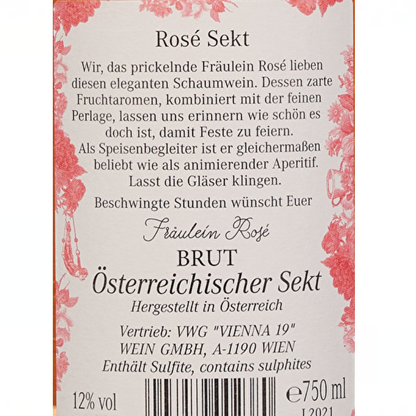 Rosé Sekt
Wir, das prickelnde Fräulein Rosé lieben
diesen eleganten Schaumwein. Dessen zarte
Fruchtaromen, kombiniert mit der feinen
Perlage, lassen uns erinnern wie schön es
doch ist, damit Feste zu feiern.
Als Speisenbegleiter ist er gleichermaßen
beliebt wie als animierender Aperitif.
Lasst die Gläser klingen.
Beschwingte Stunden wünscht Euer
Fräulein Rosé
BRUT
Österreichischer Sekt
Hergestellt in Österreich
Vertrieb: VWG "VIENNA 19"
WEIN GMBH, A-1190 WIEN
Enthält Sulfite, contains sulphites
12% vol
℮750 ml
L2021